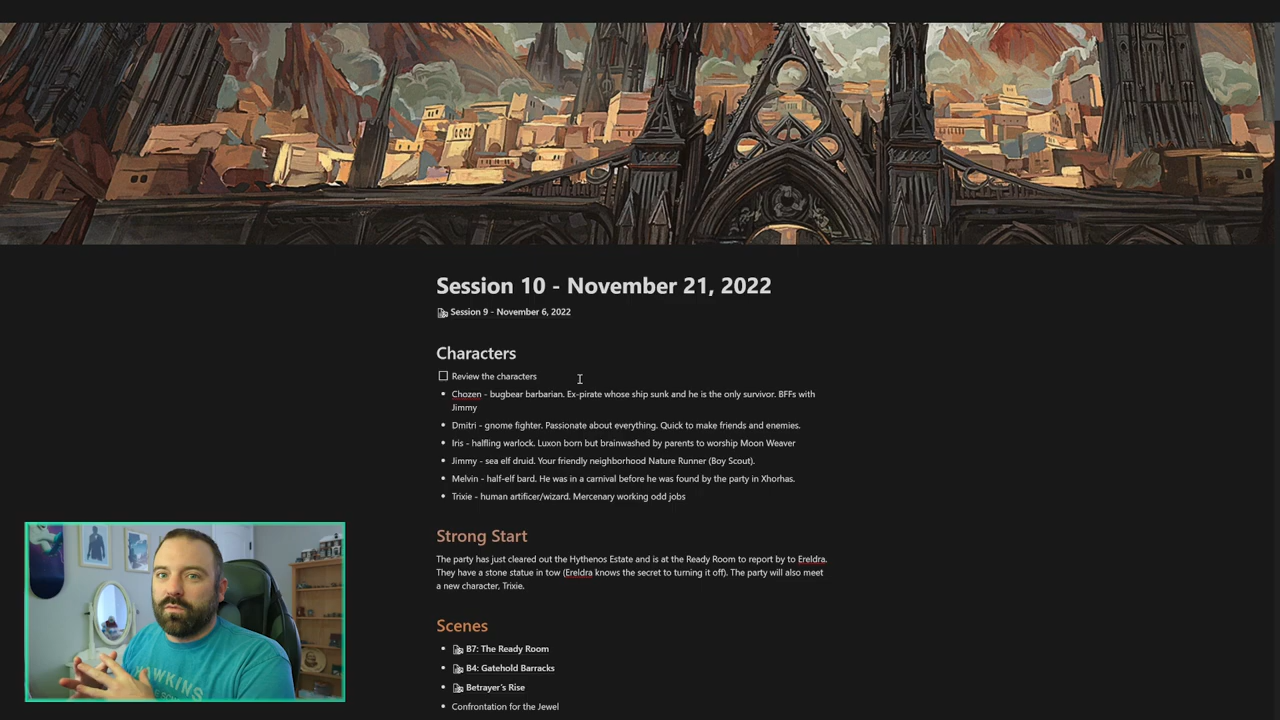 Session 10 - November 21, 2022
Session 9 - November 6, 2022
Characters
Review the characters
Chozen - bugbear barbarian. Ex-pirate whose ship sunk and he is the only survivor. BFFs with
Jimmy
Dmitri - gnome fighter. Passionate about everything. Quick to make friends and enemies.
Iris - halfling warlock. Luxon born but brainwashed by parents to worship Moon Weaver
Jimmy - sea elf druid. Your friendly neighborhood Nature Runner (Boy Scout).
Melvin - half-elf bard. He was in a carnival before he was found by the party in Xhorhas.
Trixie - human artificer/wizard. Mercenary working odd jobs
Strong Start
The party has just cleared out the Hythenos Estate and is at the Ready Room to report by to Ereldra.
They have a stone statue in tow (Ereldra knows the secret to turning it off). The party will also meet
a new character, Trixie.
Scenes
B7: The Ready Room
B4: Gatehold Barracks
Betrayer's Rise
Confrontation for the Jewel
HAWKINS